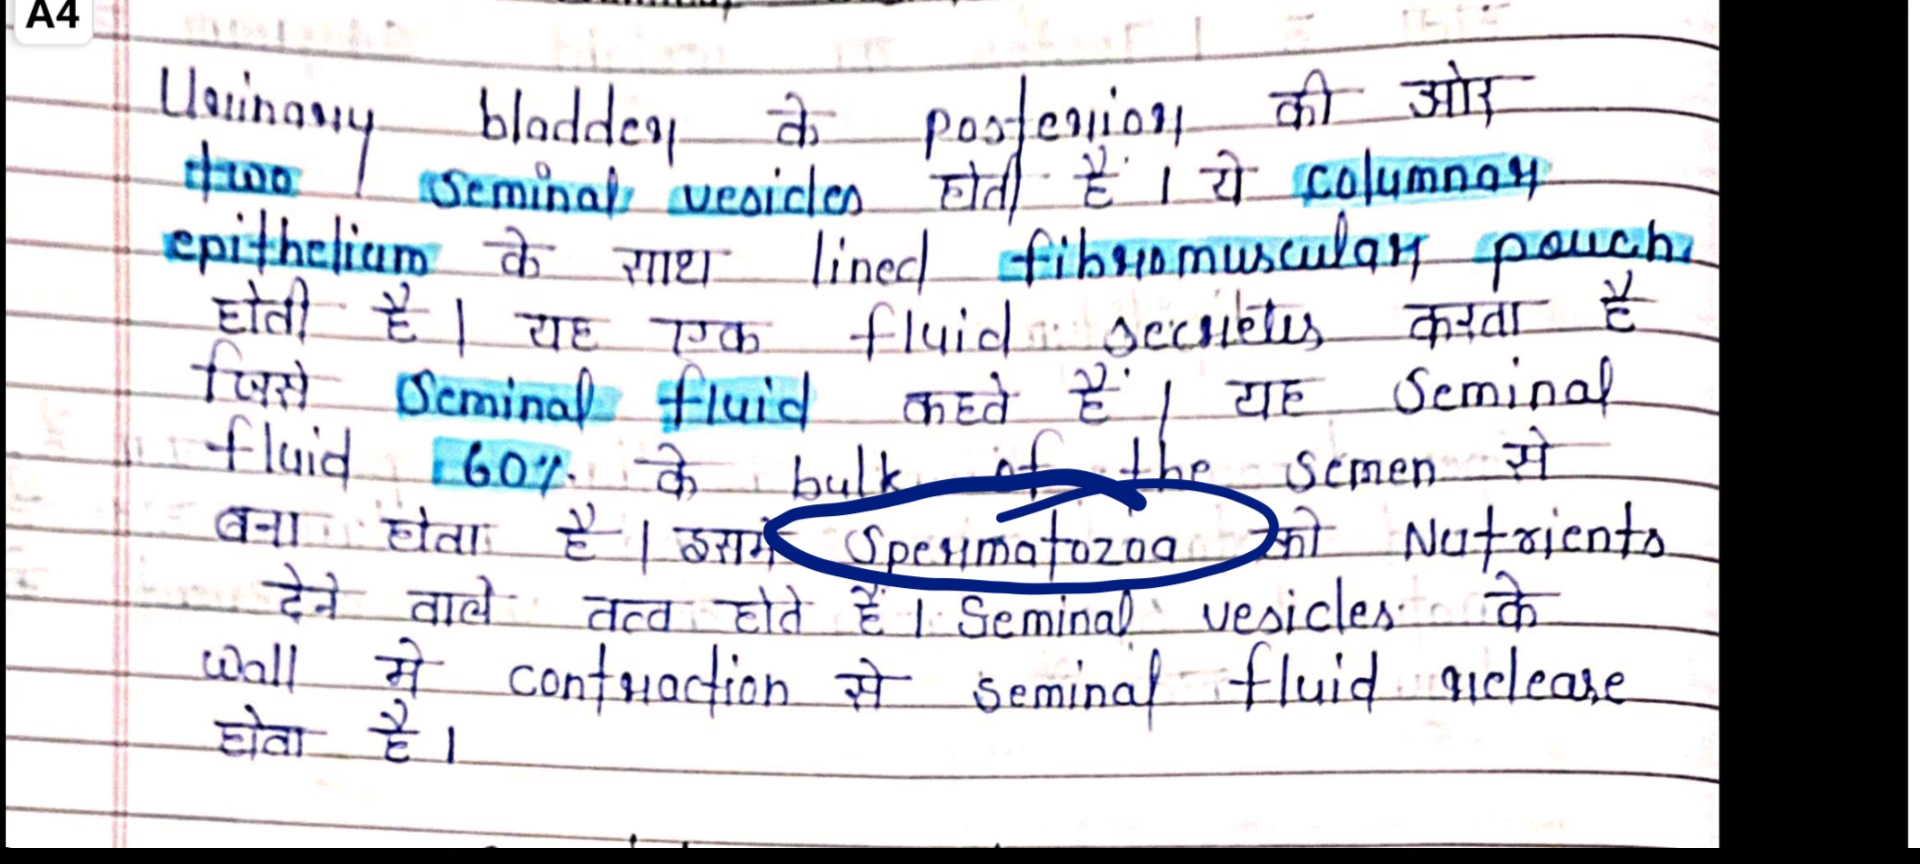 A4
Urinary bladder के posterior की ओर
two seminal vesicles होती हैं । ये columnar
epithelium के साथ lined fibromuscular pouch
होती है । यह एक fluid secretes करता है
जिसे Seminal fluid कहते हैं । यह Seminal
fluid 60% के bulk of the Semen से
बना होता है । इसमें Spermatozoa को Nutrients
देने वाले तत्व होते हैं । Seminal vesicles के
wall में contraction से seminal fluid release
होता है ।